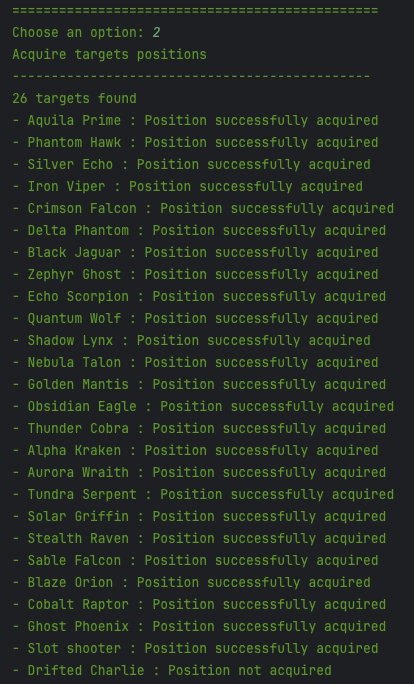 ===============================================
Choose an option: 2
Acquire targets positions
----------------------------------------------
26 targets found
- Aquila Prime : Position successfully acquired
- Phantom Hawk : Position successfully acquired
- Silver Echo : Position successfully acquired
- Iron Viper : Position successfully acquired
- Crimson Falcon : Position successfully acquired
- Delta Phantom : Position successfully acquired
- Black Jaguar : Position successfully acquired
- Zephyr Ghost : Position successfully acquired
- Echo Scorpion : Position successfully acquired
- Quantum Wolf : Position successfully acquired
- Shadow Lynx : Position successfully acquired
- Nebula Talon : Position successfully acquired
- Golden Mantis : Position successfully acquired
- Obsidian Eagle : Position successfully acquired
- Thunder Cobra : Position successfully acquired
- Alpha Kraken : Position successfully acquired
- Aurora Wraith : Position successfully acquired
- Tundra Serpent : Position successfully acquired
- Solar Griffin : Position successfully acquired
- Stealth Raven : Position successfully acquired
- Sable Falcon : Position successfully acquired
- Blaze Orion : Position successfully acquired
- Cobalt Raptor : Position successfully acquired
- Ghost Phoenix : Position successfully acquired
- Slot shooter : Position successfully acquired
- Drifted Charlie : Position not acquired